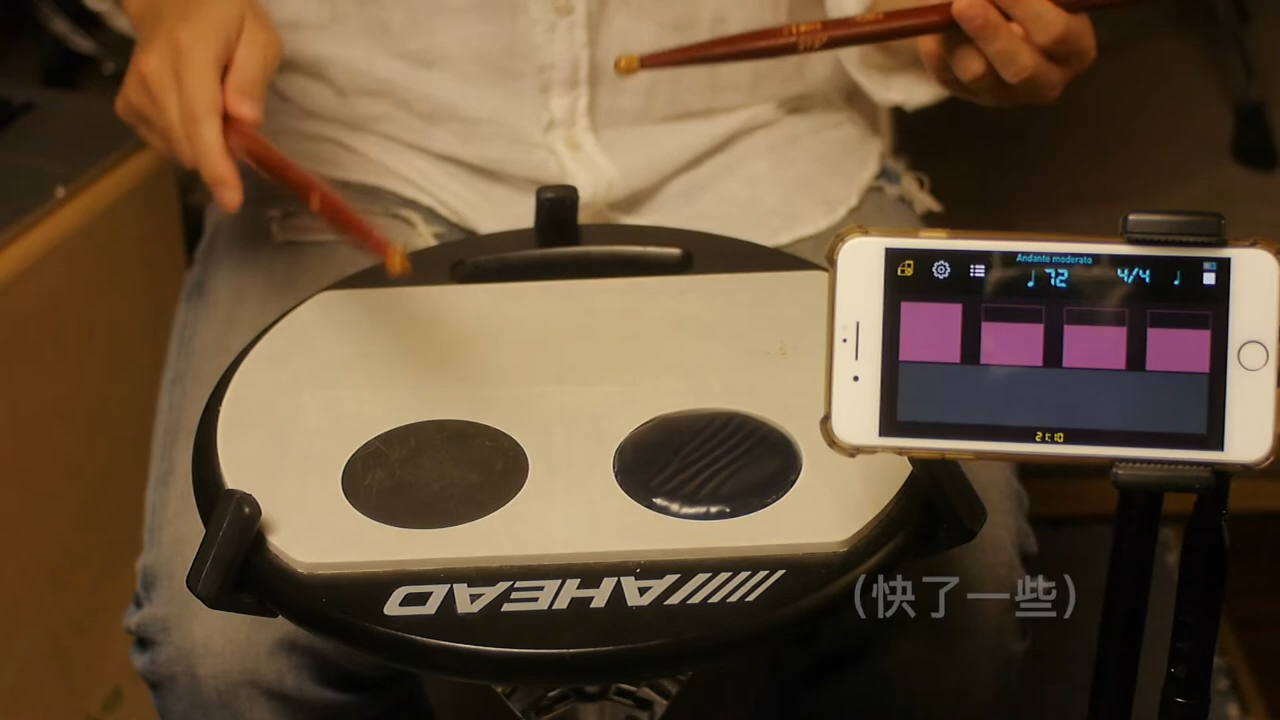 Andante moderato
♩72 4/4 ♩
21:10
AHEAD
(快了一些)